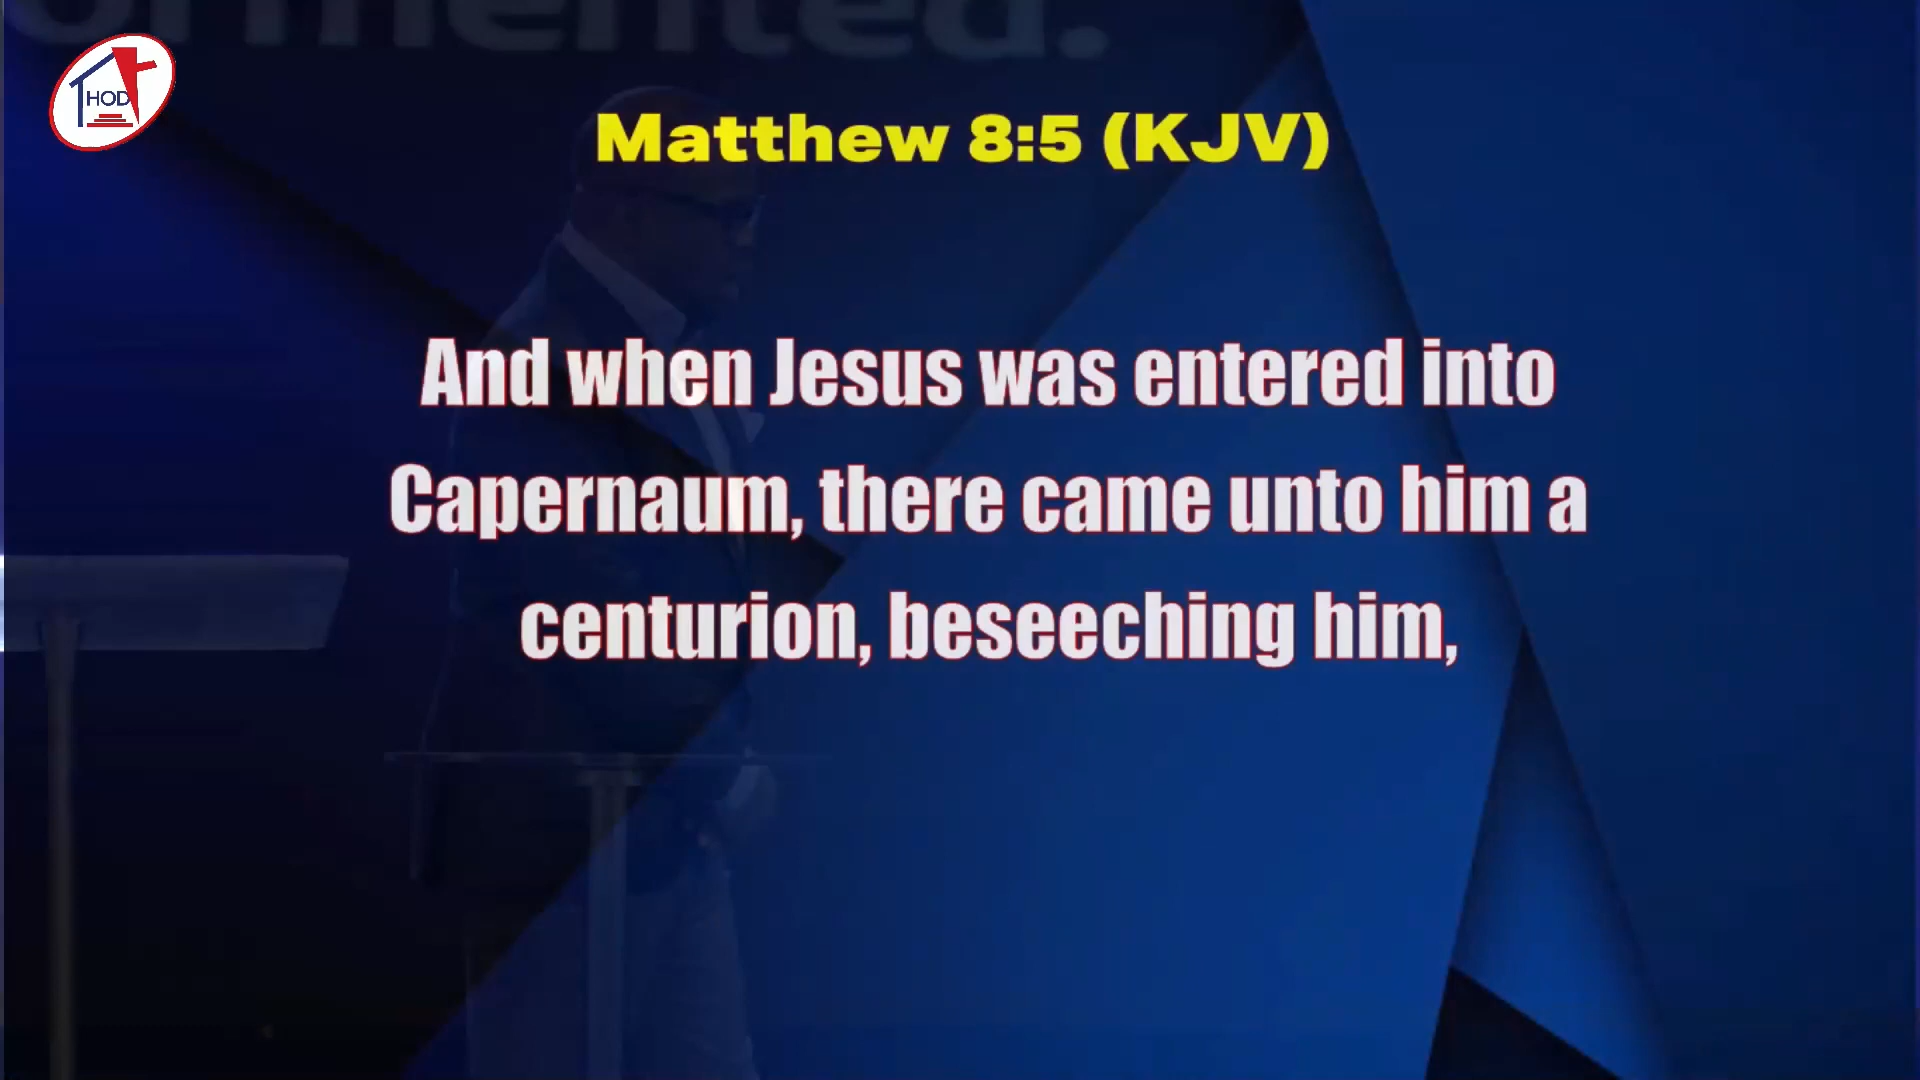 ormented.
HOD
Matthew 8:5 (KJV)
And when Jesus was entered into
Capernaum, there came unto him a
centurion, beseeching him,